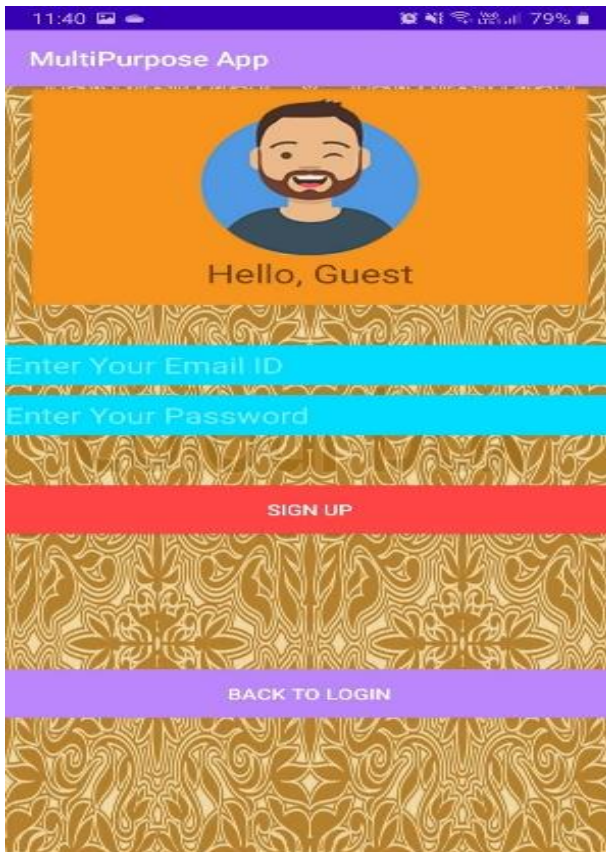 11:40 79%
MultiPurpose App
Hello, Guest
Enter Your Email ID
Enter Your Password
SIGN UP
BACK TO LOGIN